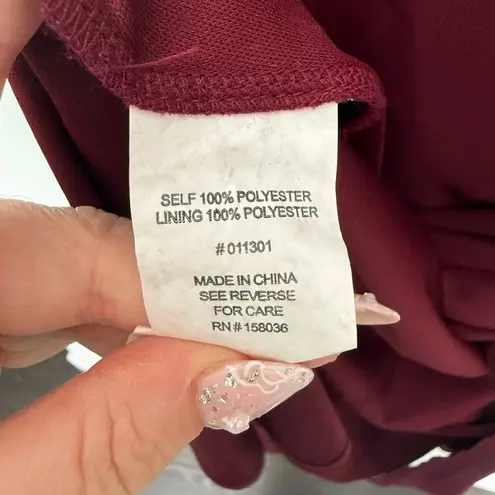 SELF 100% POLYESTER
LINING 100% POLYESTER
# 011301
MADE IN CHINA
SEE REVERSE
FOR CARE
RN # 158036